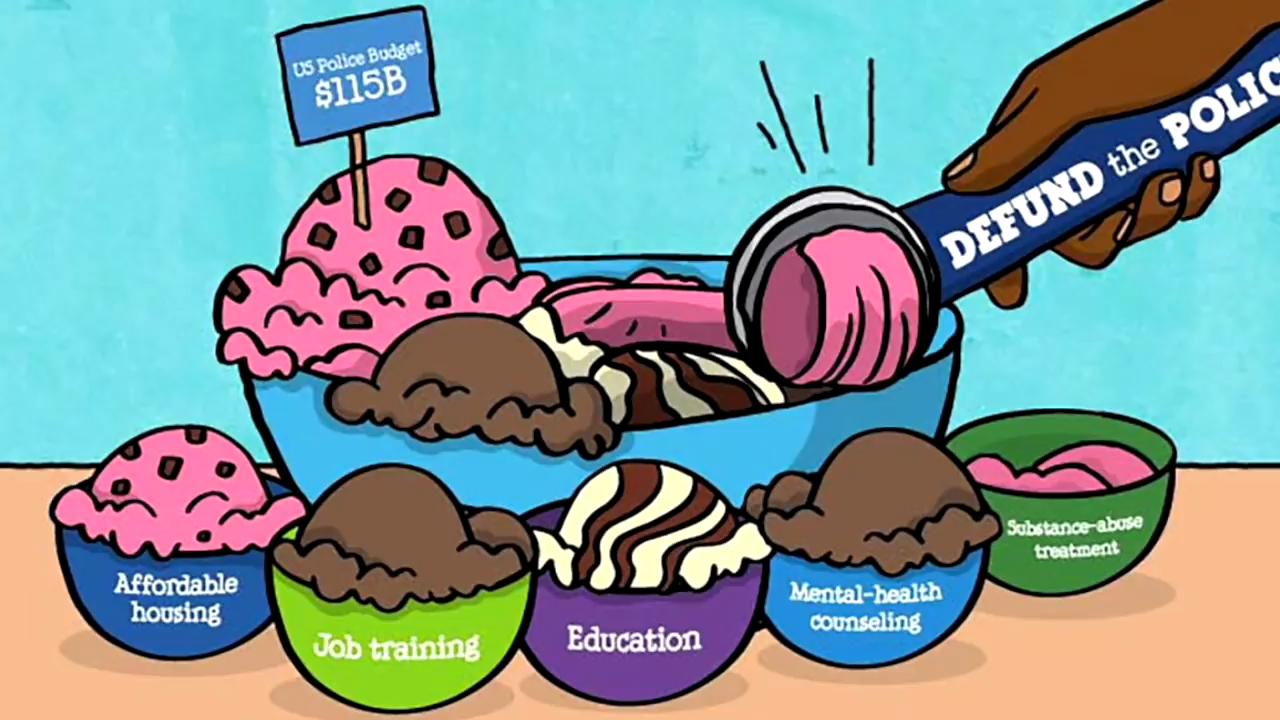 US Police Budget
$115B
DEFUND the POLIC
Affordable
housing
Job training
Education
Mental-health
counseling
Substance-abuse
treatment